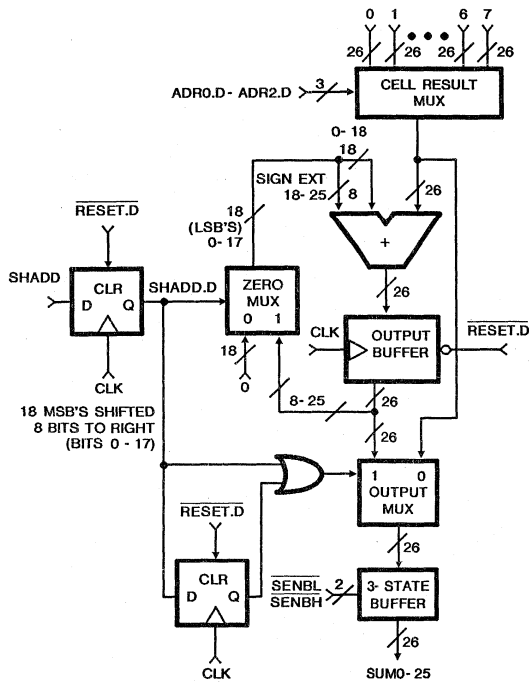 0 1 6 7
26 26 26 26
ADR0.D - ADR2.D 3
CELL RESULT
MUX
0 - 18
18
SIGN EXT
18 - 25 8
26
RESET.D
18
(LSB'S)
0 - 17
+
SHADD
CLR
D Q
SHADD.D
ZERO
MUX
0 1
26
CLK
OUTPUT
BUFFER
RESET.D
CLK
18
0
8 - 25
26
26
18 MSB'S SHIFTED
8 BITS TO RIGHT
(BITS 0 - 17)
1 0
OUTPUT
MUX
RESET.D
26
CLR
D Q
SENBL
SENBH
2
3- STATE
BUFFER
26
CLK
SUM0 - 25